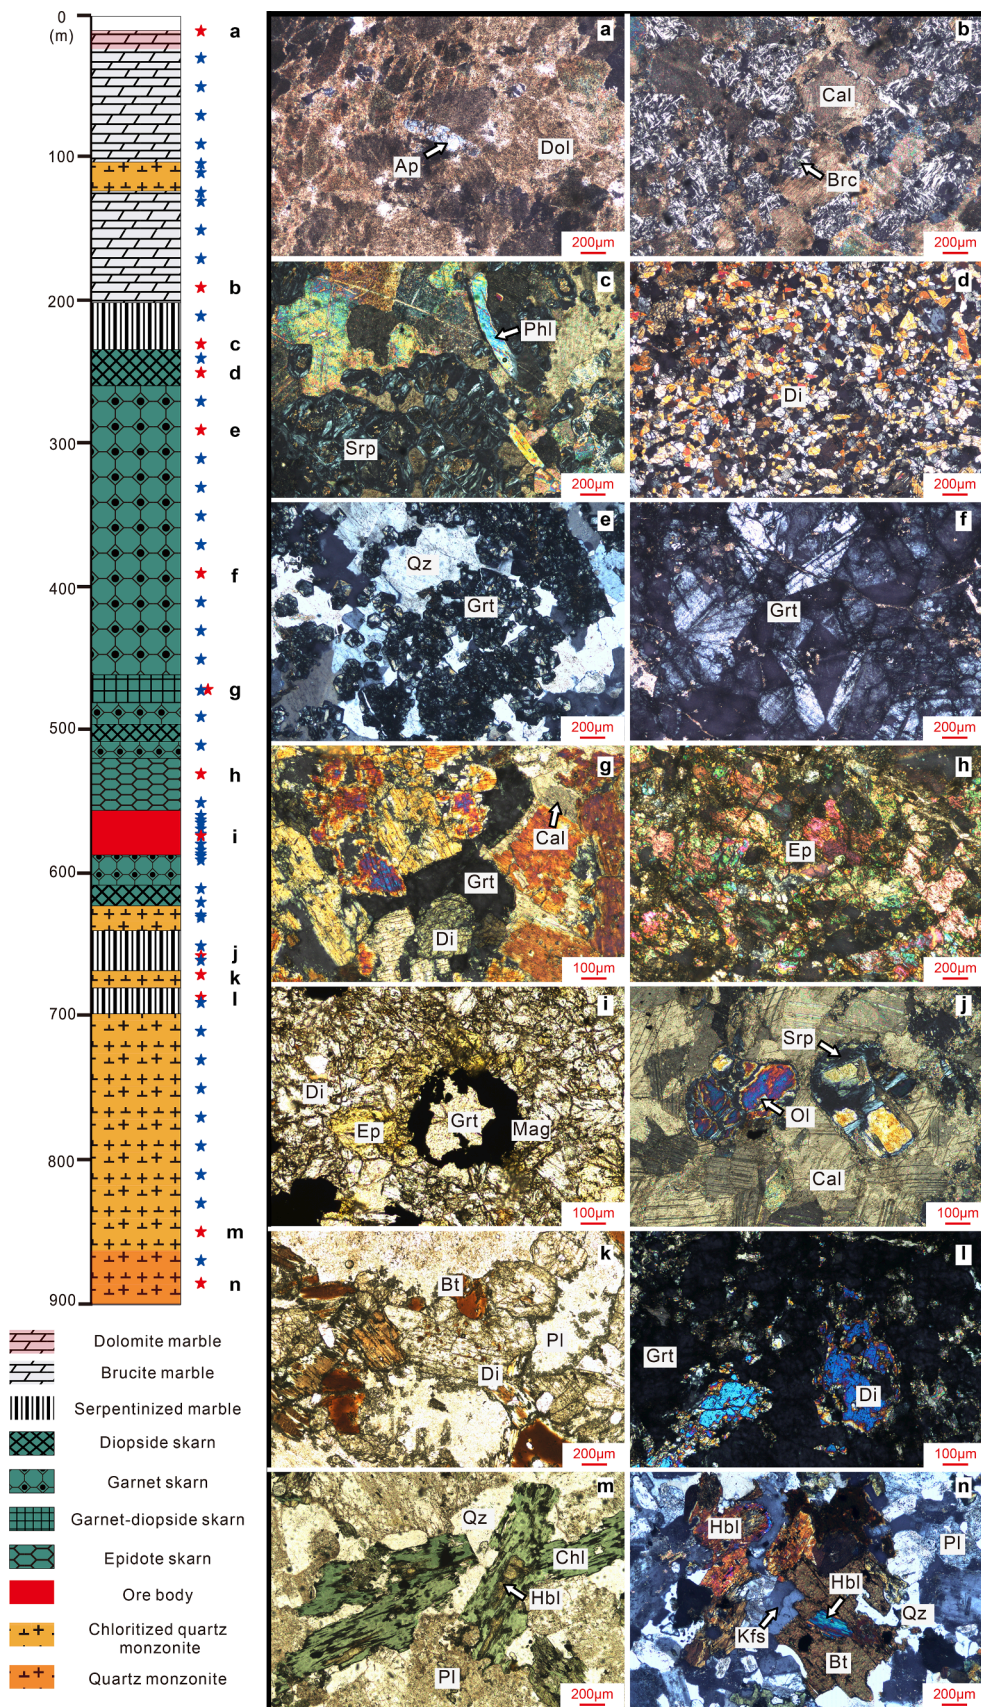 0
(m)
100
200
300
400
500
600
700
800
900
a
b
c
d
e
f
g
h
i
j
k
l
m
n
Dolomite marble
Brucite marble
Serpentinized marble
Diopside skarn
Garnet skarn
Garnet-diopside skarn
Epidote skarn
Ore body
Chloritized quartz
monzonite
Quartz monzonite
a
Ap
Dol
200μm
b
Cal
Brc
200μm
c
Phl
Srp
200μm
d
Di
200μm
e
Qz
Grt
200μm
f
Grt
200μm
g
Cal
Grt
Di
100μm
h
Ep
200μm
i
Di
Ep
Grt
Mag
100μm
j
Srp
Ol
Cal
100μm
k
Bt
Pl
Di
200μm
l
Grt
Di
100μm
m
Qz
Chl
Hbl
Pl
200μm
n
Hbl
Pl
Hbl
Qz
Kfs
Bt
200μm